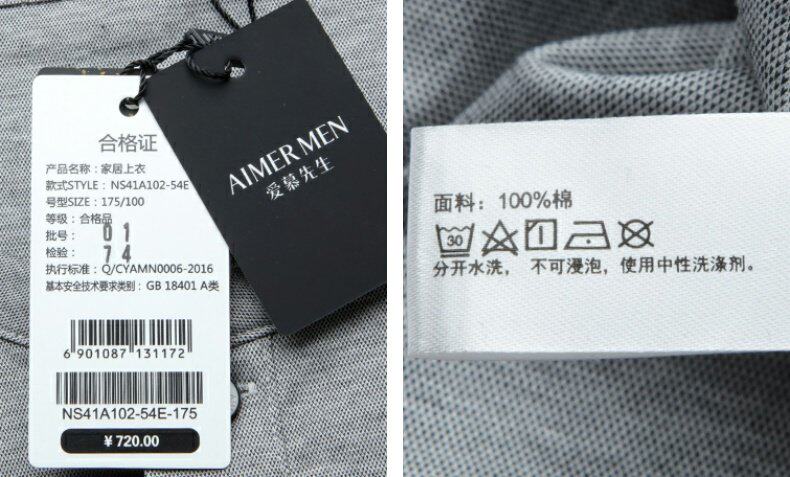 合格证
产品名称：家居上衣
款式STYLE：NS41A102-54E
号型SIZE：175/100
等级：合格品
批号 01
检验：74
执行标准：Q/CYAMN0006-2016
基本安全技术要求类别：GB 18401 A类
6 901087 131172
NS41A102-54E-175
¥720.00
AIMER MEN
爱慕先生
面料：100%棉
30
分开水洗，不可浸泡，使用中性洗涤剂。